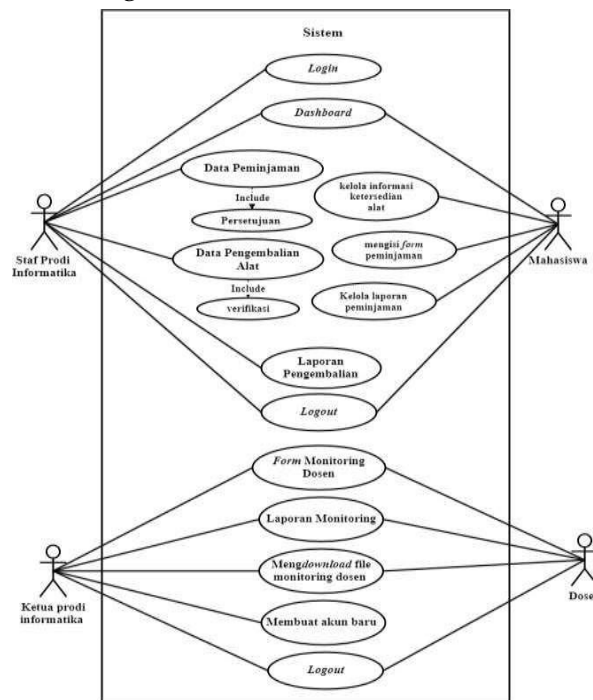 Sistem
Login
Dashboard
Data Peminjaman
Include
Persetujuan
kelola informasi
ketersedian
alat
Staf Prodi
Informatika
Data Pengembalian
Alat
mengisi form
peminjaman
Mahasiswa
Include
verifikasi
Kelola laporan
peminjaman
Laporan
Pengembalian
Logout
Form Monitoring
Dosen
Laporan Monitoring
Mengdownload file
monitoring dosen
Ketua prodi
informatika
Dose
Membuat akun baru
Logout